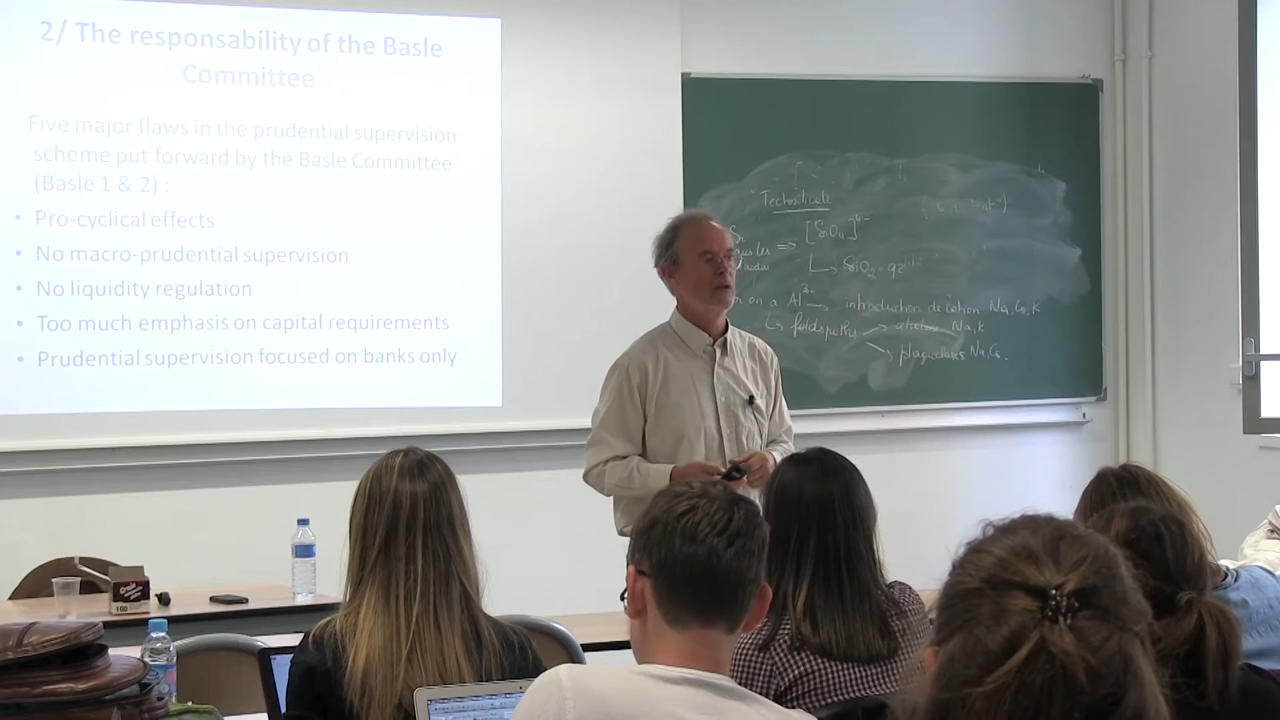 2/ The responsability of the Basle
Committee
Five major flaws in the prudential supervision
scheme put forward by the Basle Committee
(Basle 1 & 2) :
• Pro-cyclical effects
• No macro-prudential supervision
• No liquidity regulation
• Too much emphasis on capital requirements
• Prudential supervision focused on banks only
Tectosilicate
⇒ [SiO4]4-
↳ SiO2
on a Al3+ → introduction de cation Na, Ca, K
↳ feldspaths → Na, K
↘ plagioclases Na, Ca.
100